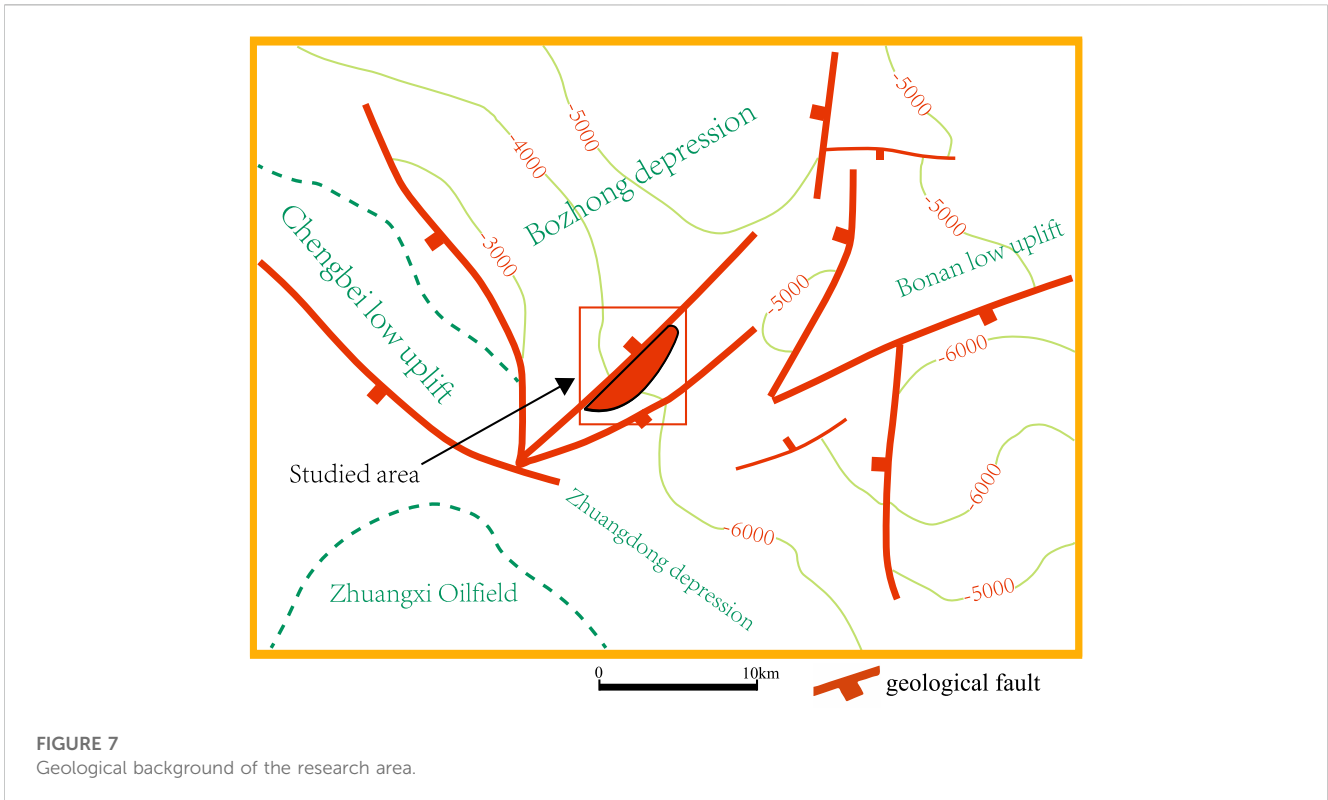 -5000
-5000
-4000
Bozhong depression
Chengbei low uplift
-3000
-5000
Bonan low uplift
-5000
-6000
Studied area
-6000
Zhuangdong depression
-6000
Zhuangxi Oilfield
-5000
0
10km
geological fault
FIGURE 7
Geological background of the research area.